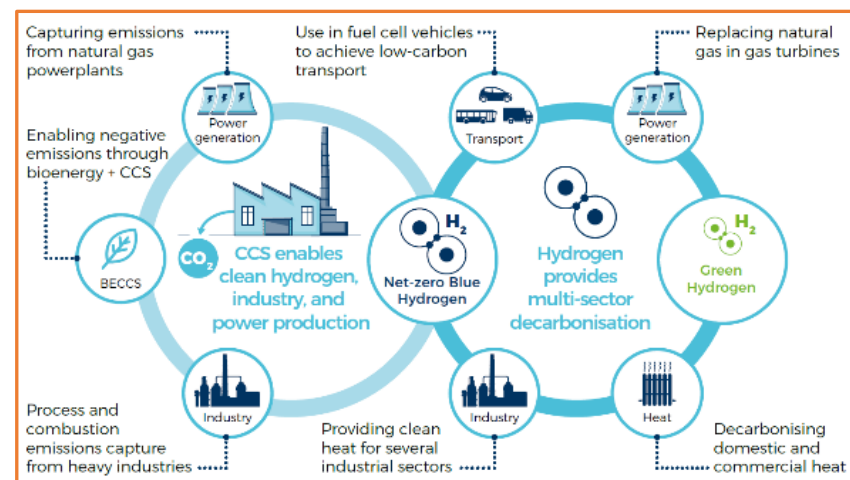 Capturing emissions
from natural gas
powerplants
Use in fuel cell vehicles
to achieve low-carbon
transport
Replacing natural
gas in gas turbines
Power
generation
Transport
Power
generation
Enabling negative
emissions through
bioenergy + CCS
BECCS
CO₂
CCS enables
clean hydrogen,
industry, and
power production
H₂
Net-zero Blue
Hydrogen
Hydrogen
provides
multi-sector
decarbonisation
H₂
Green
Hydrogen
Industry
Industry
Heat
Process and
combustion
emissions capture
from heavy industries
Providing clean
heat for several
industrial sectors
Decarbonising
domestic and
commercial heat